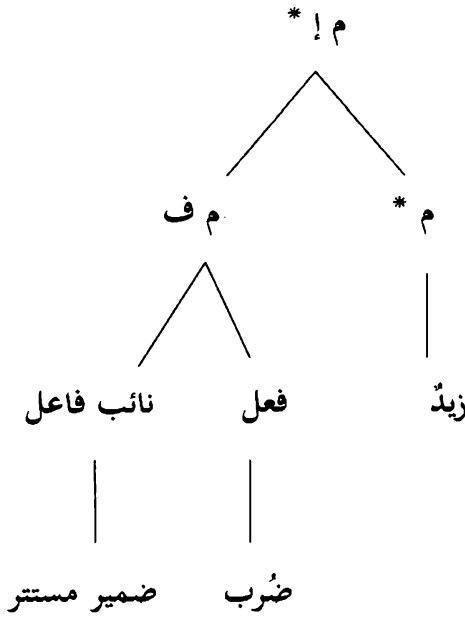 م إ *
م * م ف
زيدٌ فعل نائب فاعل
ضُرب ضمير مستتر